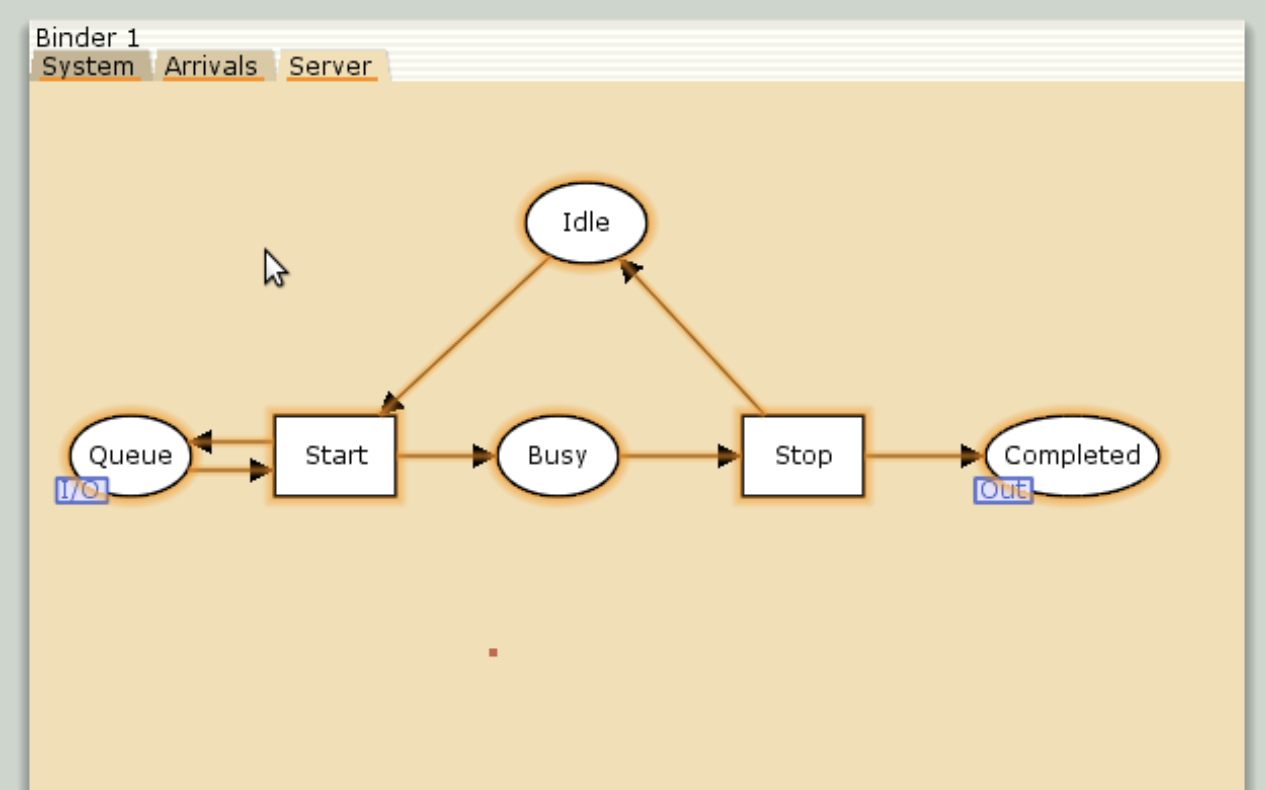 Binder 1
System Arrivals Server
Idle
Queue Start Busy Stop Completed
I/O Out